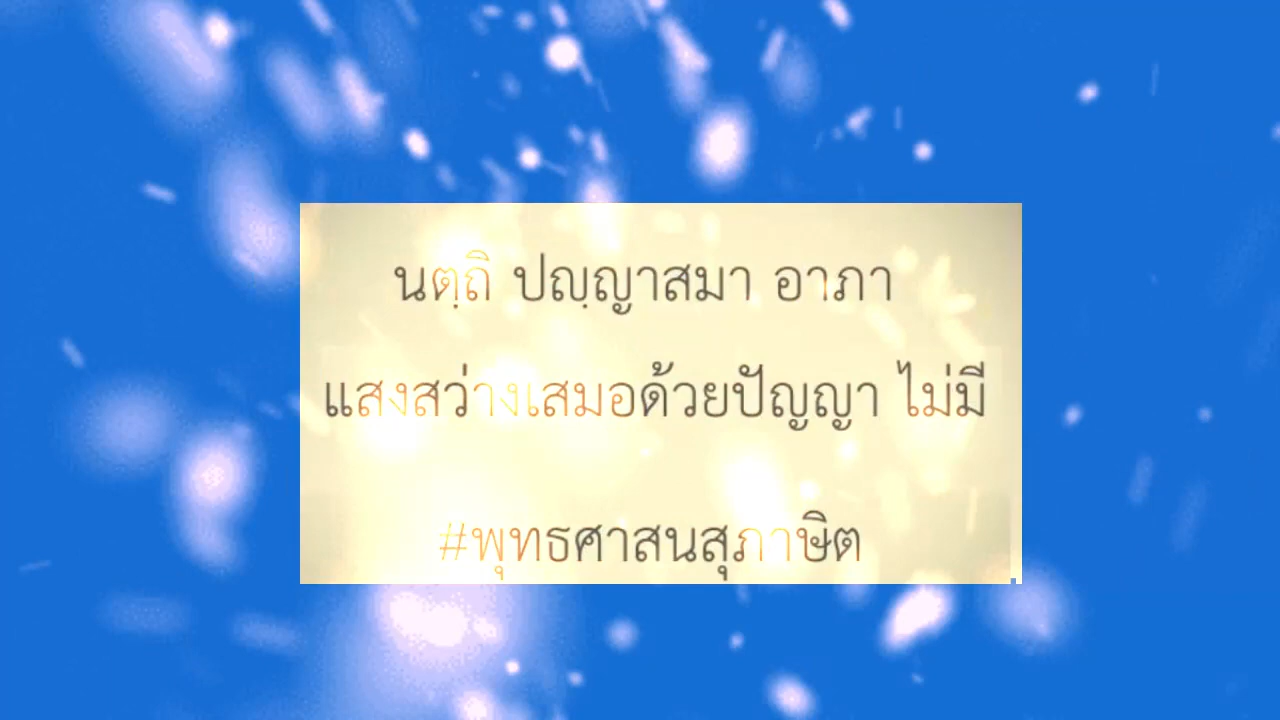 นตฺถิ ปญฺญาสมา อาภา
แสงสว่างเสมอด้วยปัญญา ไม่มี
#พุทธศาสนสุภาษิต